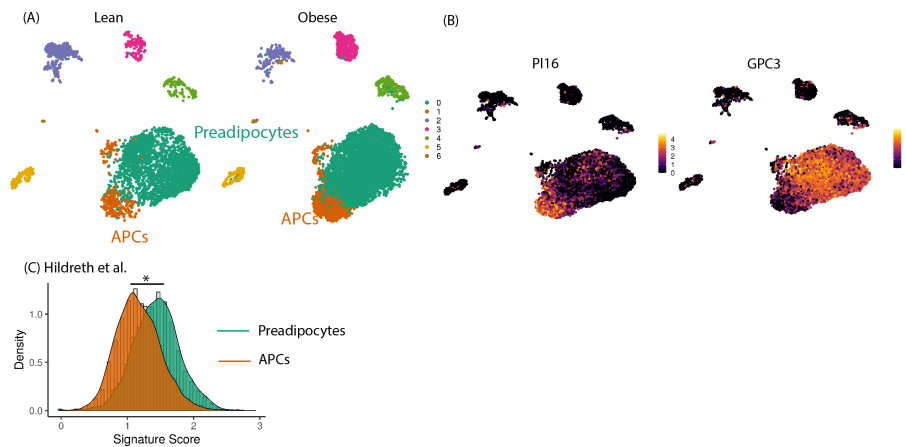 (A)
Lean
Obese
Preadipocytes
APCs
APCs
0
1
2
3
4
5
6
(B)
PI16
GPC3
4
3
2
1
0
(C) Hildreth et al.
*
Density
1.0
0.5
0.0
0
1
2
3
Signature Score
Preadipocytes
APCs